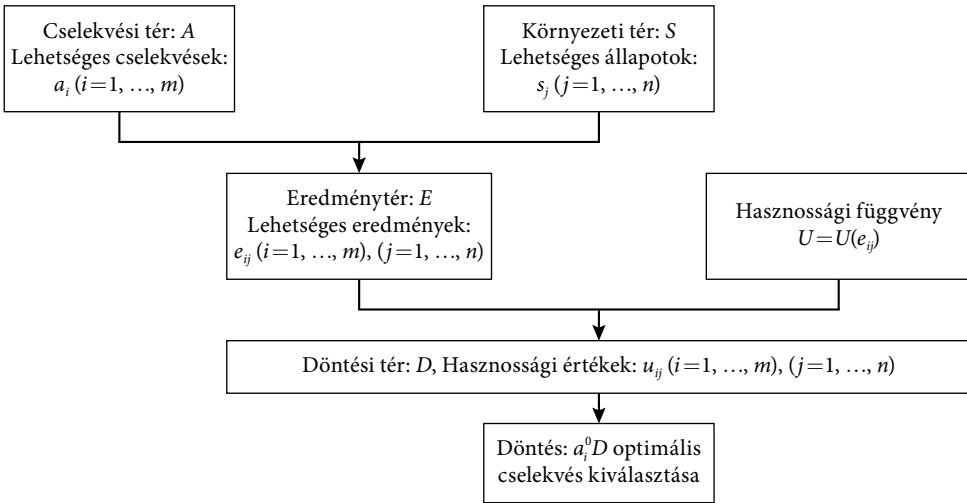 Cselekvési tér: A
Lehetséges cselekvések:
a_i (i=1, …, m)
Környezeti tér: S
Lehetséges állapotok:
s_j (j=1, …, n)
Eredménytér: E
Lehetséges eredmények:
e_ij (i=1, …, m), (j=1, …, n)
Hasznossági függvény
U=U(e_ij)
Döntési tér: D, Hasznossági értékek: u_ij (i=1, …, m), (j=1, …, n)
Döntés: a_i^0 D optimális
cselekvés kiválasztása